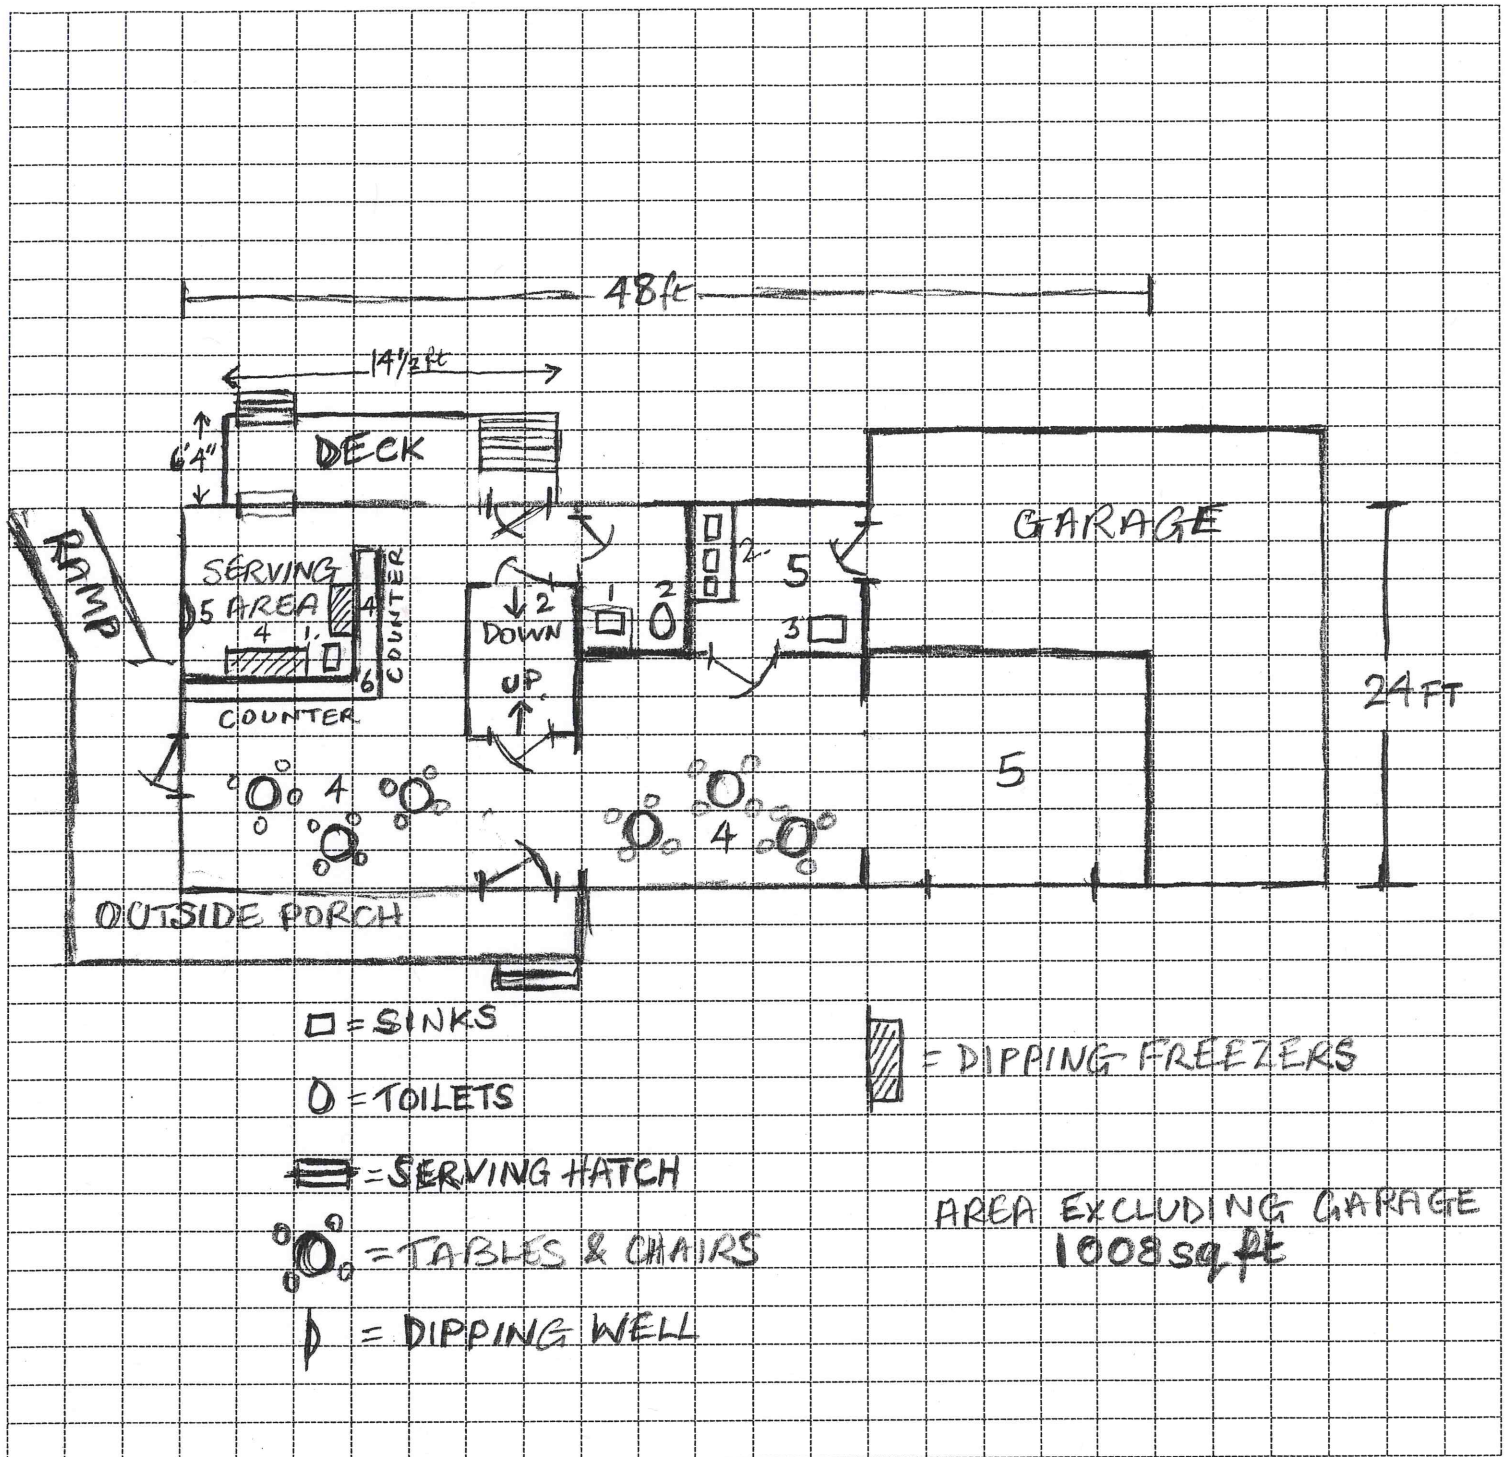 48ft
14½ft
6'4"
DECK
RAMP
SERVING
5 AREA
4 1.
4
COUNTER
6
COUNTER
2
DOWN
UP
1 2
2.
5
3
GARAGE
24 FT
4
4
5
OUTSIDE PORCH
= SINKS
= TOILETS
= SERVING HATCH
= TABLES & CHAIRS
= DIPPING WELL
= DIPPING FREEZERS
AREA EXCLUDING GARAGE
1008 sq ft